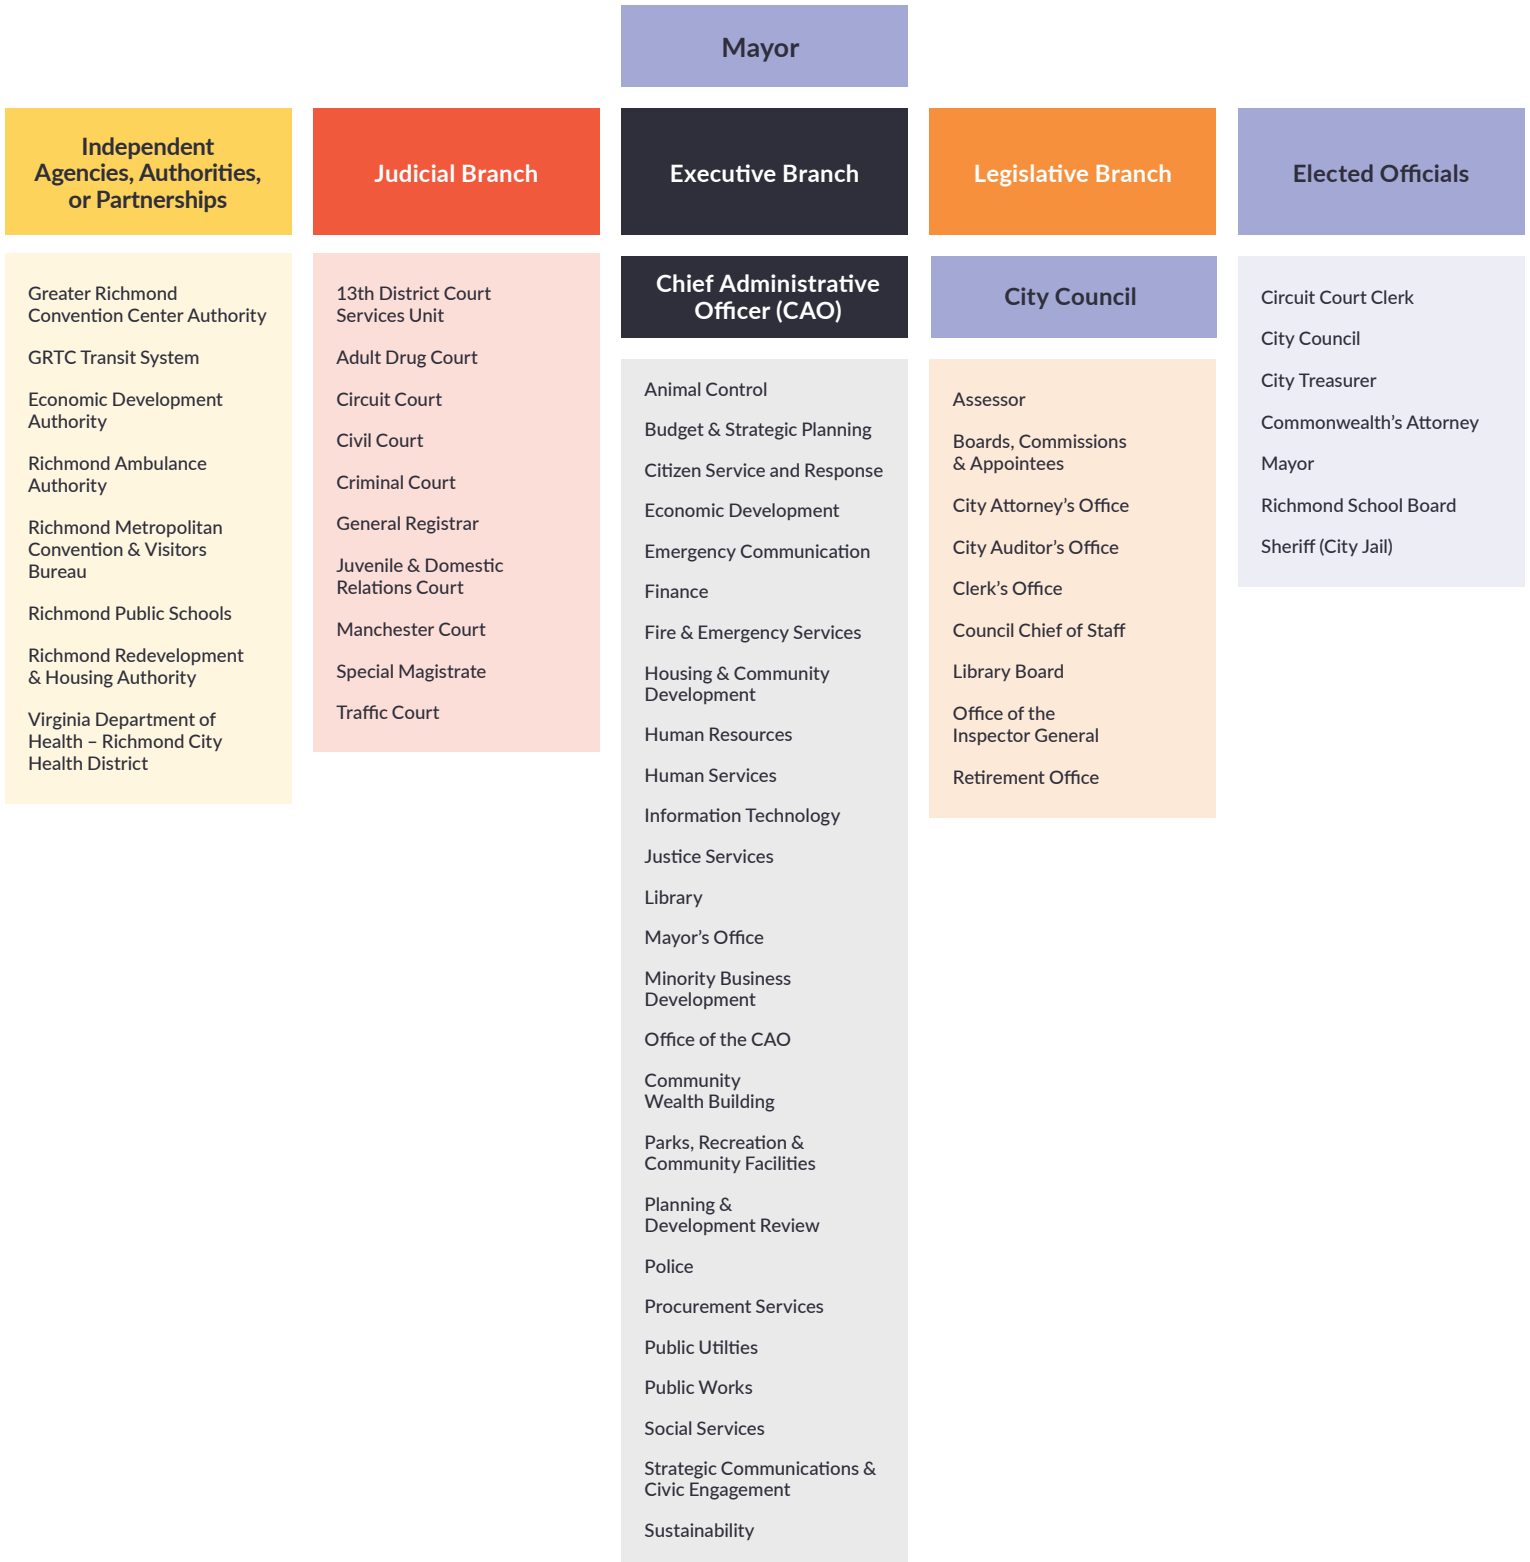 Mayor
Independent
Agencies, Authorities,
or Partnerships
Greater Richmond
Convention Center Authority
GRTC Transit System
Economic Development
Authority
Richmond Ambulance
Authority
Richmond Metropolitan
Convention & Visitors
Bureau
Richmond Public Schools
Richmond Redevelopment
& Housing Authority
Virginia Department of
Health – Richmond City
Health District
Judicial Branch
13th District Court
Services Unit
Adult Drug Court
Circuit Court
Civil Court
Criminal Court
General Registrar
Juvenile & Domestic
Relations Court
Manchester Court
Special Magistrate
Traffic Court
Executive Branch
Chief Administrative
Officer (CAO)
Animal Control
Budget & Strategic Planning
Citizen Service and Response
Economic Development
Emergency Communication
Finance
Fire & Emergency Services
Housing & Community
Development
Human Resources
Human Services
Information Technology
Justice Services
Library
Mayor’s Office
Minority Business
Development
Office of the CAO
Community
Wealth Building
Parks, Recreation &
Community Facilities
Planning &
Development Review
Police
Procurement Services
Public Utilties
Public Works
Social Services
Strategic Communications &
Civic Engagement
Sustainability
Legislative Branch
City Council
Assessor
Boards, Commissions
& Appointees
City Attorney’s Office
City Auditor’s Office
Clerk’s Office
Council Chief of Staff
Library Board
Office of the
Inspector General
Retirement Office
Elected Officials
Circuit Court Clerk
City Council
City Treasurer
Commonwealth’s Attorney
Mayor
Richmond School Board
Sheriff (City Jail)